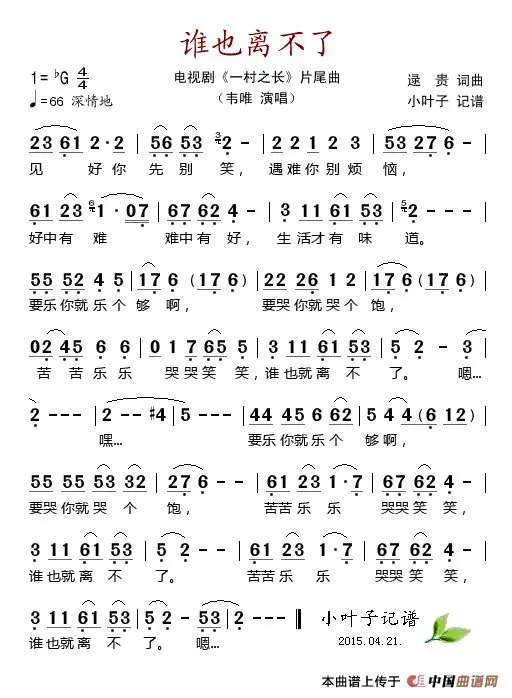 谁也离不了
1=♭G 4/4
电视剧《一村之长》片尾曲
逯 贵 词曲
♩=66 深情地
（韦唯 演唱）
小叶子 记谱
23 61 2·2 | 56 53 3 2 - | 2 2 1 2 3 | 53 276 - |
见 好你 先 别 笑， 遇难你别烦 恼，
61 23 6 1·07 | 67 62 4 - | 3 11 61 53 | 5 2 - - - |
好中有 难 难中有 好， 生 活才 有 味 道。
55 52 4 5 | 17 6 (17 6) | 22 26 1 2 | 17 6 (17 6) |
要乐你就乐个 够 啊， 要哭你就哭个 饱，
02 45 6 6 | 0 1 7 65 5 | 3 11 61 53 | 5 2 - 3 |
苦 苦乐 乐 哭哭笑 笑，谁也就离 不 了。 嗯...
2 - - - | 2 - - #4 | 5 - - - | 44 45 6 62 | 5 4 4 (6 12) |
嘿... 要乐你就乐个 够啊，
55 55 53 32 | 27 6 - - | 61 23 1·7 | 67 62 4 - |
要哭你就哭 个 饱， 苦苦乐 乐 哭哭笑 笑，
3 11 61 53 | 5 2 - - | 61 23 1·7 | 67 62 4 - |
谁也就离 不 了。 苦苦乐 乐 哭哭笑 笑，
3 11 61 53 | 5 2 - 53 | 2 - - - ‖
谁也就离 不 了。 嗯...
小叶子记谱
2015.04.21.
本曲谱上传于 中国曲谱网